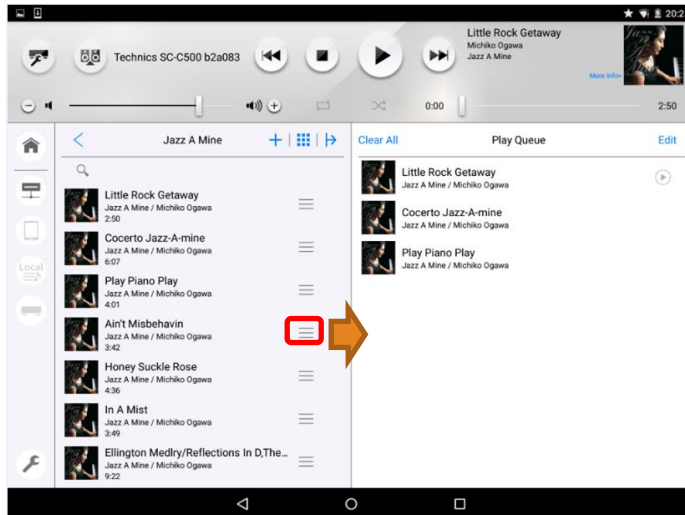 20:2
Technics SC-C500 b2a083
Little Rock Getaway
Michiko Ogawa
Jazz A Mine
More Info»
0:00
2:50
Jazz A Mine
Clear All
Play Queue
Edit
Little Rock Getaway
Jazz A Mine / Michiko Ogawa
2:50
Cocerto Jazz-A-mine
Jazz A Mine / Michiko Ogawa
6:07
Play Piano Play
Jazz A Mine / Michiko Ogawa
4:01
Ain't Misbehavin
Jazz A Mine / Michiko Ogawa
3:42
Honey Suckle Rose
Jazz A Mine / Michiko Ogawa
4:36
In A Mist
Jazz A Mine / Michiko Ogawa
3:49
Ellington Medlry/Reflections In D,The...
Jazz A Mine / Michiko Ogawa
9:22
Little Rock Getaway
Jazz A Mine / Michiko Ogawa
Cocerto Jazz-A-mine
Jazz A Mine / Michiko Ogawa
Play Piano Play
Jazz A Mine / Michiko Ogawa
Local